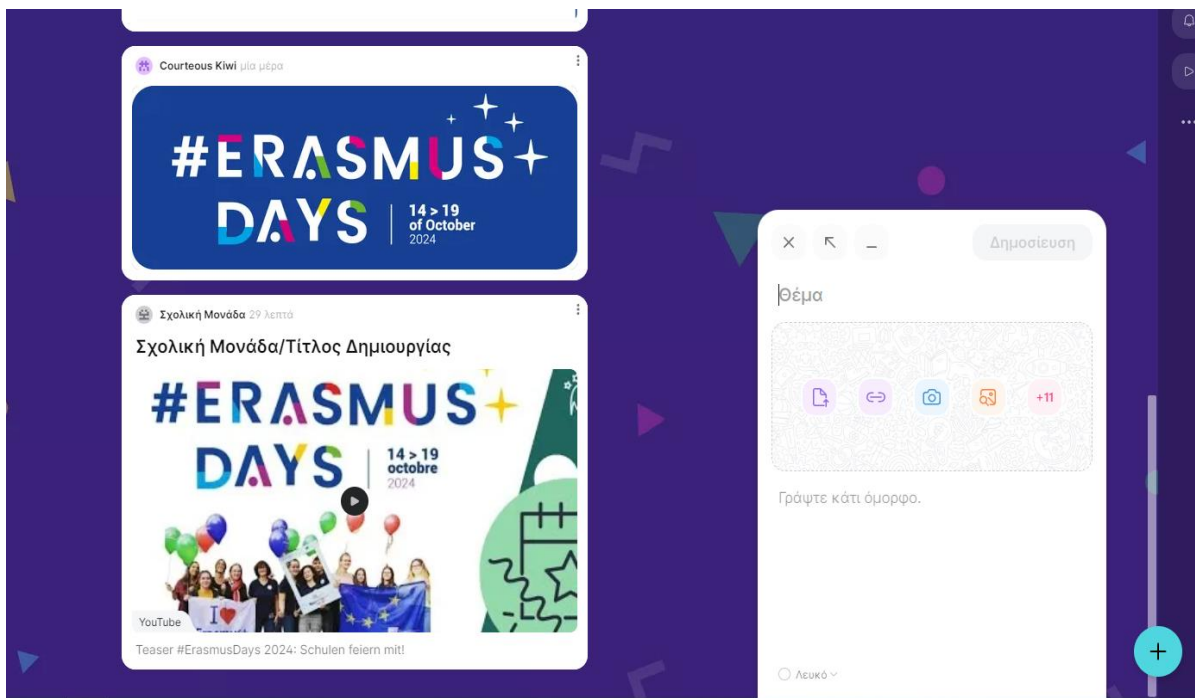 Courteous Kiwi μία μέρα
#ERASMUS+
DAYS
14 > 19
of October
2024
Σχολική Μονάδα 29 λεπτά
Σχολική Μονάδα/Τίτλος Δημιουργίας
#ERASMUS+
DAYS
14 > 19
octobre
2024
I
YouTube
Teaser #ErasmusDays 2024: Schulen feiern mit!
Δημοσίευση
Θέμα
+11
Γράψτε κάτι όμορφο.
Λευκό